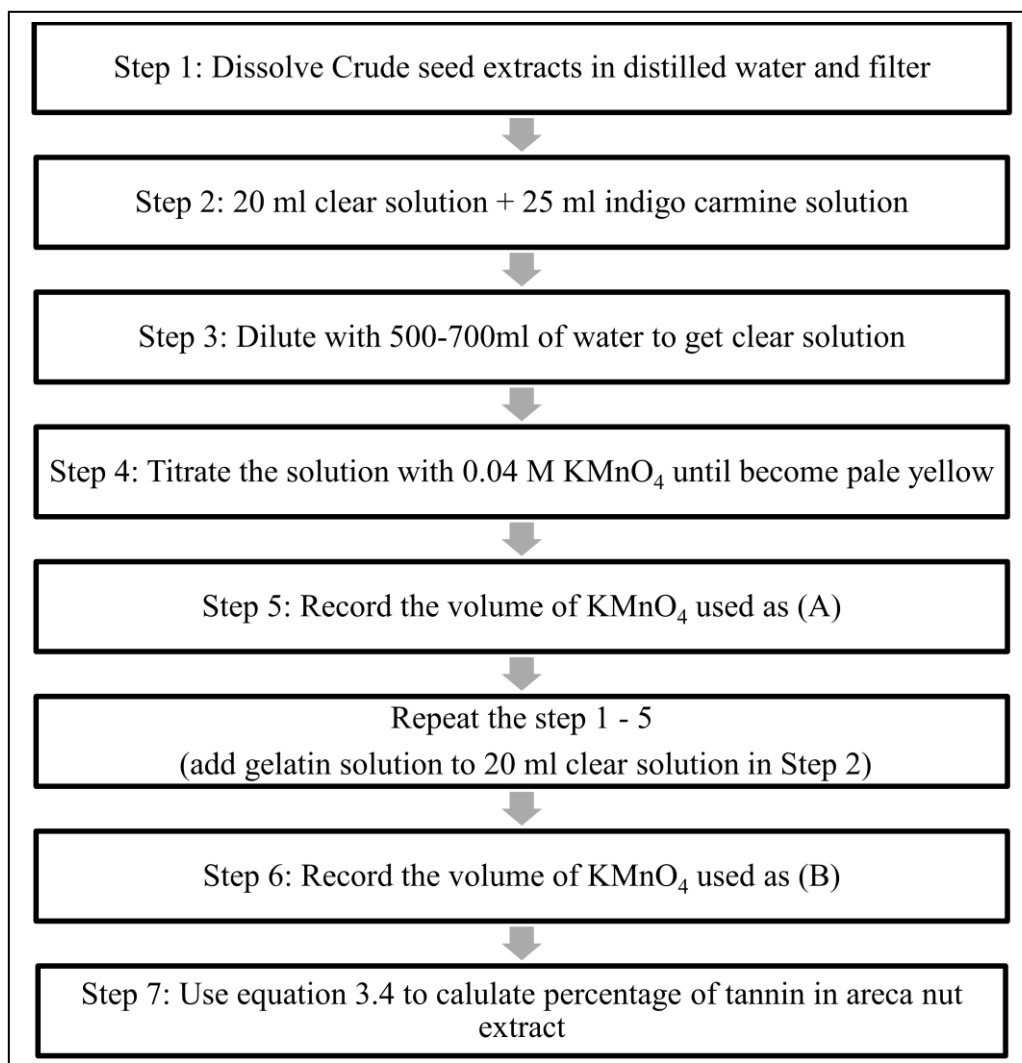 Step 1: Dissolve Crude seed extracts in distilled water and filter
Step 2: 20 ml clear solution + 25 ml indigo carmine solution
Step 3: Dilute with 500-700ml of water to get clear solution
Step 4: Titrate the solution with 0.04 M KMnO₄ until become pale yellow
Step 5: Record the volume of KMnO₄ used as (A)
Repeat the step 1 - 5
(add gelatin solution to 20 ml clear solution in Step 2)
Step 6: Record the volume of KMnO₄ used as (B)
Step 7: Use equation 3.4 to calulate percentage of tannin in areca nut
extract